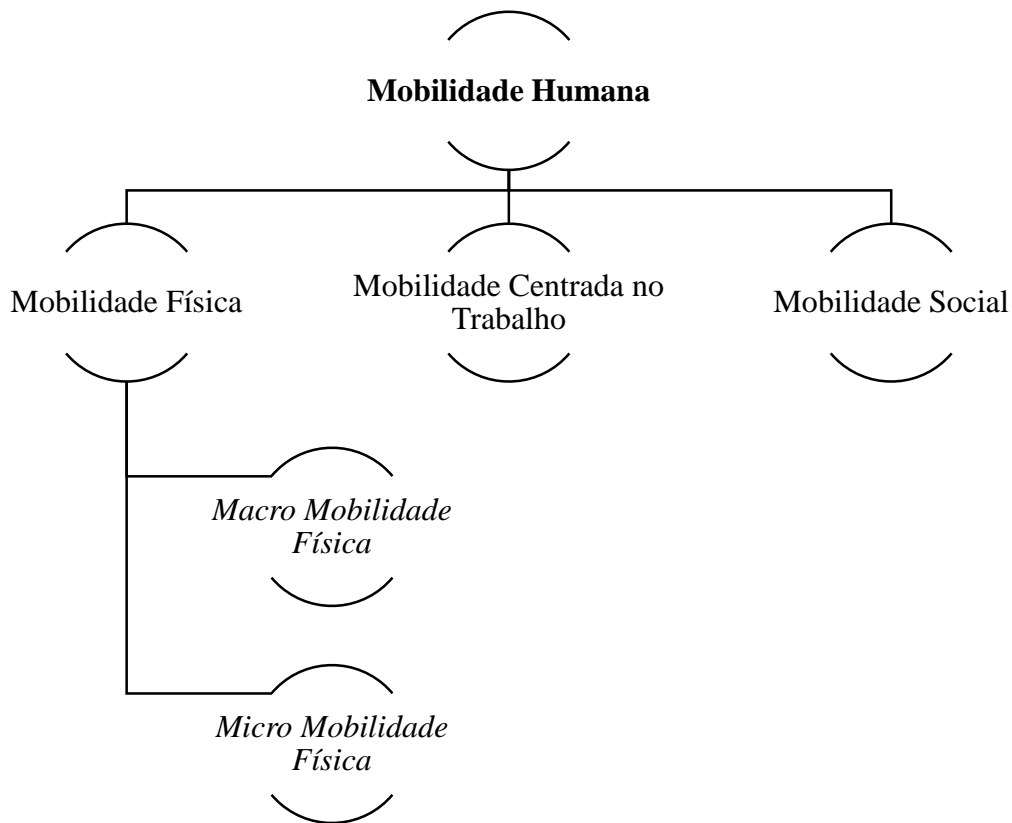 Mobilidade Humana
Mobilidade Física
Mobilidade Centrada no
Trabalho
Mobilidade Social
Macro Mobilidade
Física
Micro Mobilidade
Física